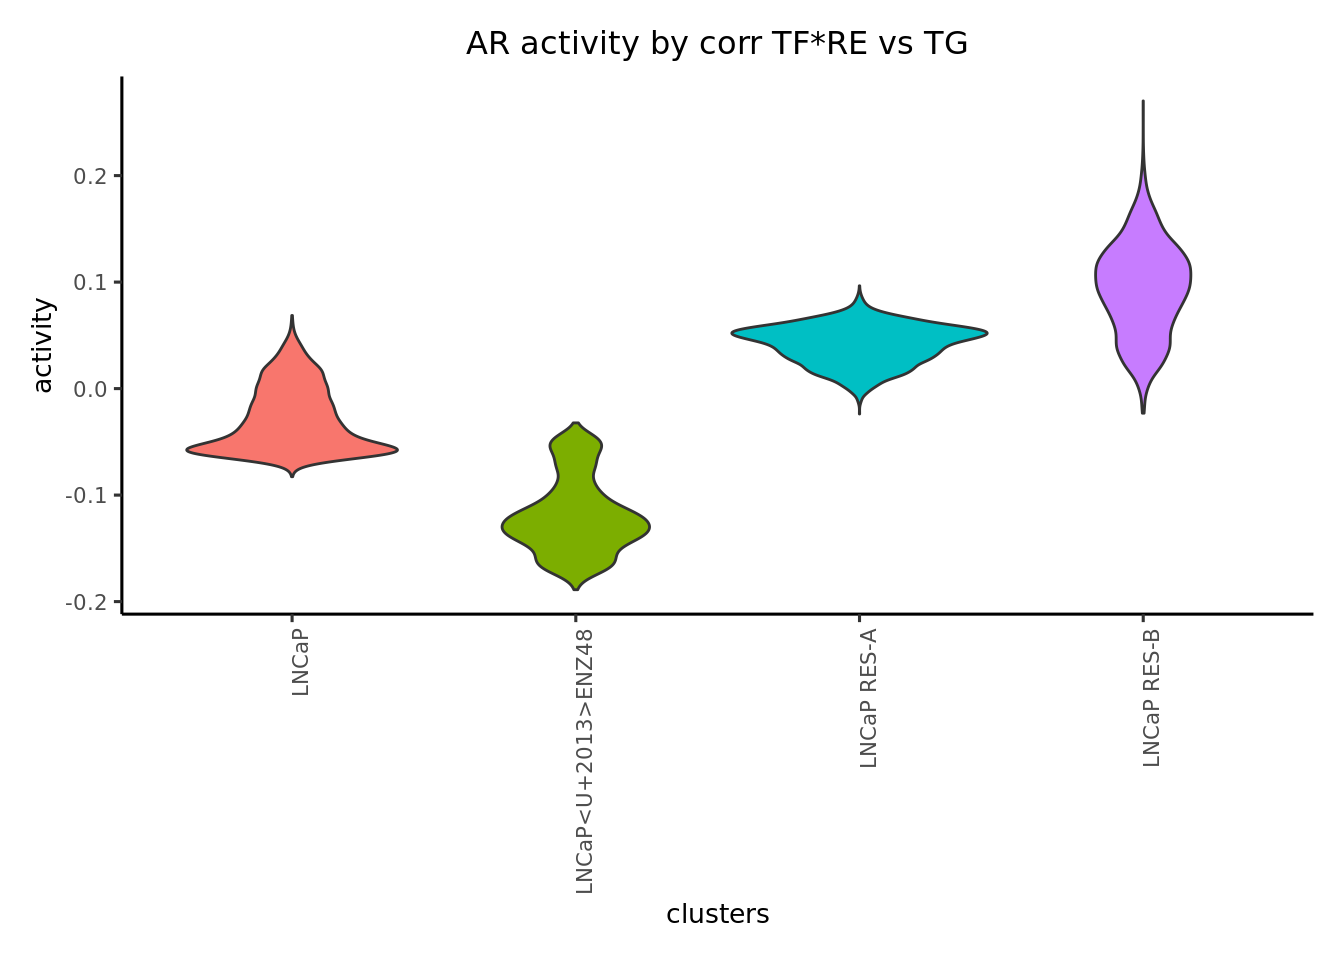 AR activity by corr TF*RE vs TG
activity
0.2
0.1
0.0
-0.1
-0.2
LNCaP
LNCaP<U+2013>ENZ48
LNCaP RES-A
LNCaP RES-B
clusters